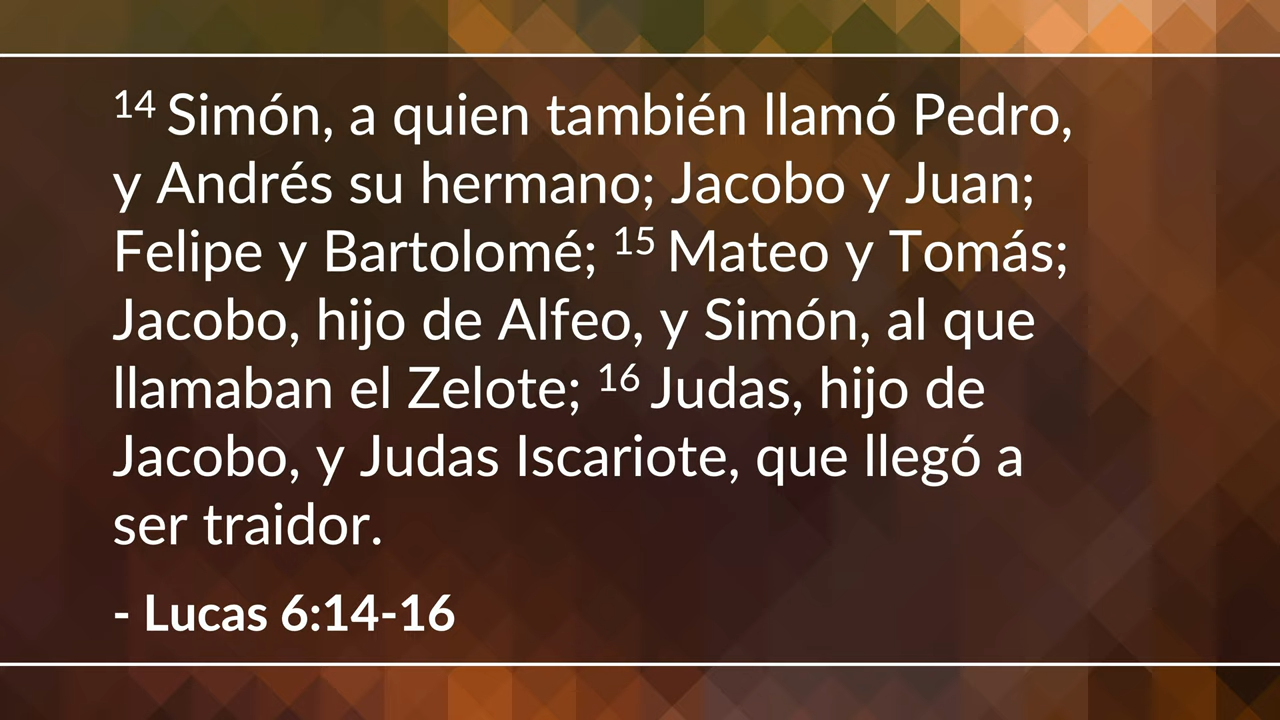 14 Simón, a quien también llamó Pedro,
y Andrés su hermano; Jacobo y Juan;
Felipe y Bartolomé; 15 Mateo y Tomás;
Jacobo, hijo de Alfeo, y Simón, al que
llamaban el Zelote; 16 Judas, hijo de
Jacobo, y Judas Iscariote, que llegó a
ser traidor.
- Lucas 6:14-16